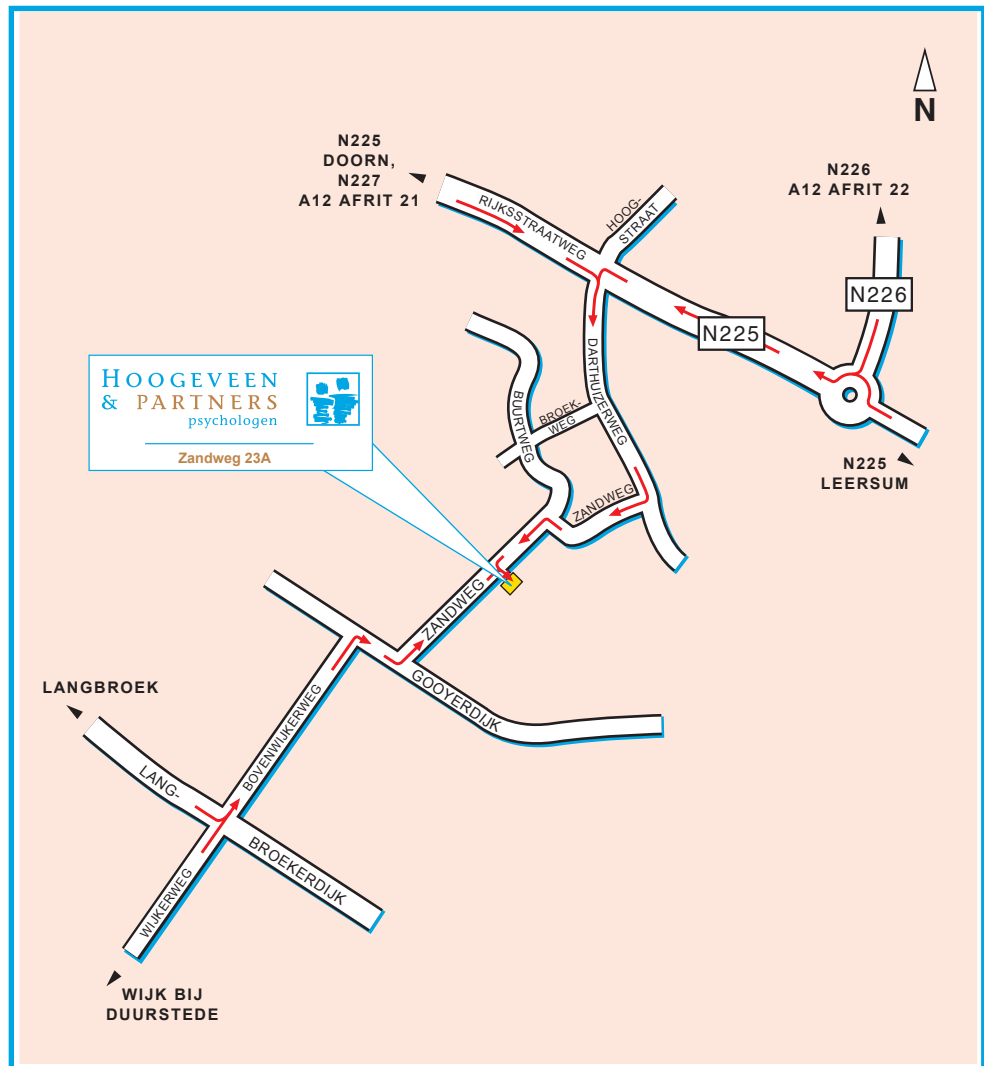 N
N225
DOORN,
N227
A12 AFRIT 21
N226
A12 AFRIT 22
RIJKSSTRAATWEG
HOOG-
STRAAT
N226
N225
DARTHUIZERWEG
HOOGEVEEN
& PARTNERS
psychologen
Zandweg 23A
BUURTWEG
BROEK-
WEG
N225
LEERSUM
ZANDWEG
ZANDWEG
GOOYERDIJK
LANGBROEK
BOVENWIJKERWEG
LANG-
BROEKERDIJK
WIJKERWEG
WIJK BIJ
DUURSTEDE